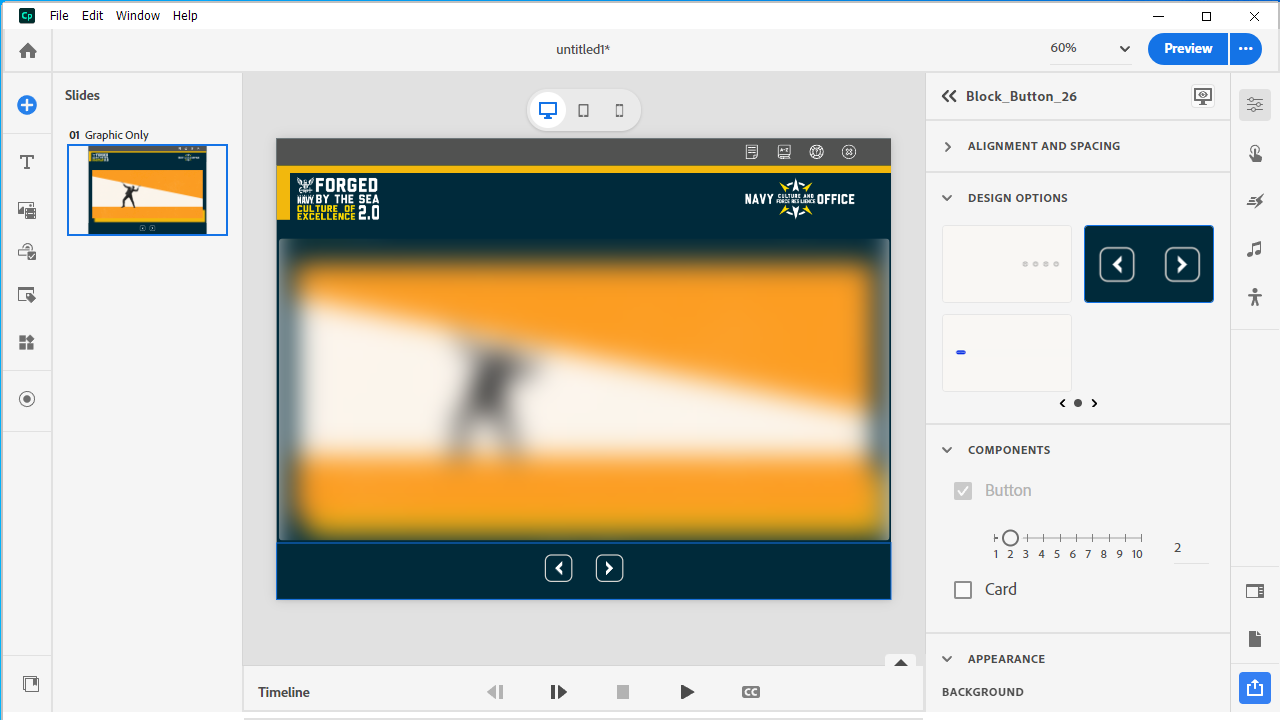 Cp File Edit Window Help
untitled1*
60%
Preview
Slides
Block_Button_26
01 Graphic Only
ALIGNMENT AND SPACING
FORGED
NAVY BY THE SEA
CULTURE OF
EXCELLENCE 2.0
NAVY CULTURE AND FORCE RESILIENCE OFFICE
DESIGN OPTIONS
COMPONENTS
Button
1 2 3 4 5 6 7 8 9 10
2
Card
APPEARANCE
BACKGROUND
Timeline
CC